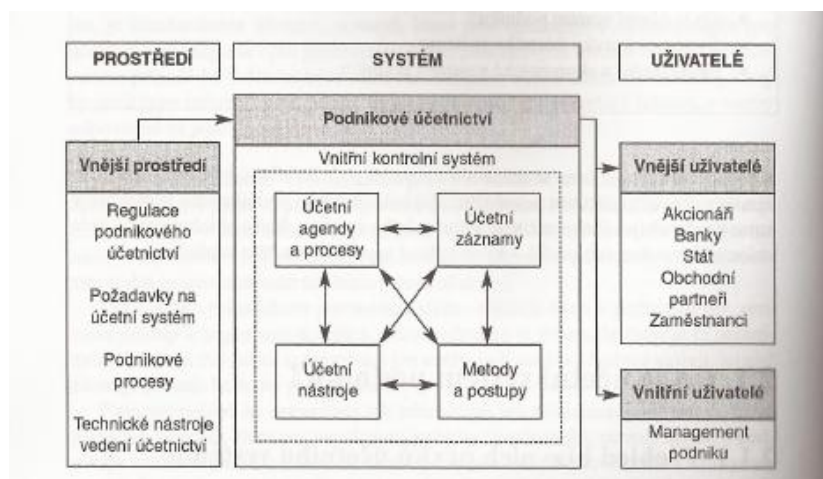 PROSTŘEDÍ
SYSTÉM
UŽIVATELÉ
Podnikové účetnictví
Vnější prostředí
Regulace
podnikového
účetnictví
Požadavky na
účetní systém
Podnikové
procesy
Technické nástroje
vedení účetnictví
Vnitřní kontrolní systém
Účetní
agendy
a procesy
Účetní
záznamy
Účetní
nástroje
Metody
a postupy
Vnější uživatelé
Akcionáři
Banky
Stát
Obchodní
partneři
Zaměstnanci
Vnitřní uživatelé
Management
podniku